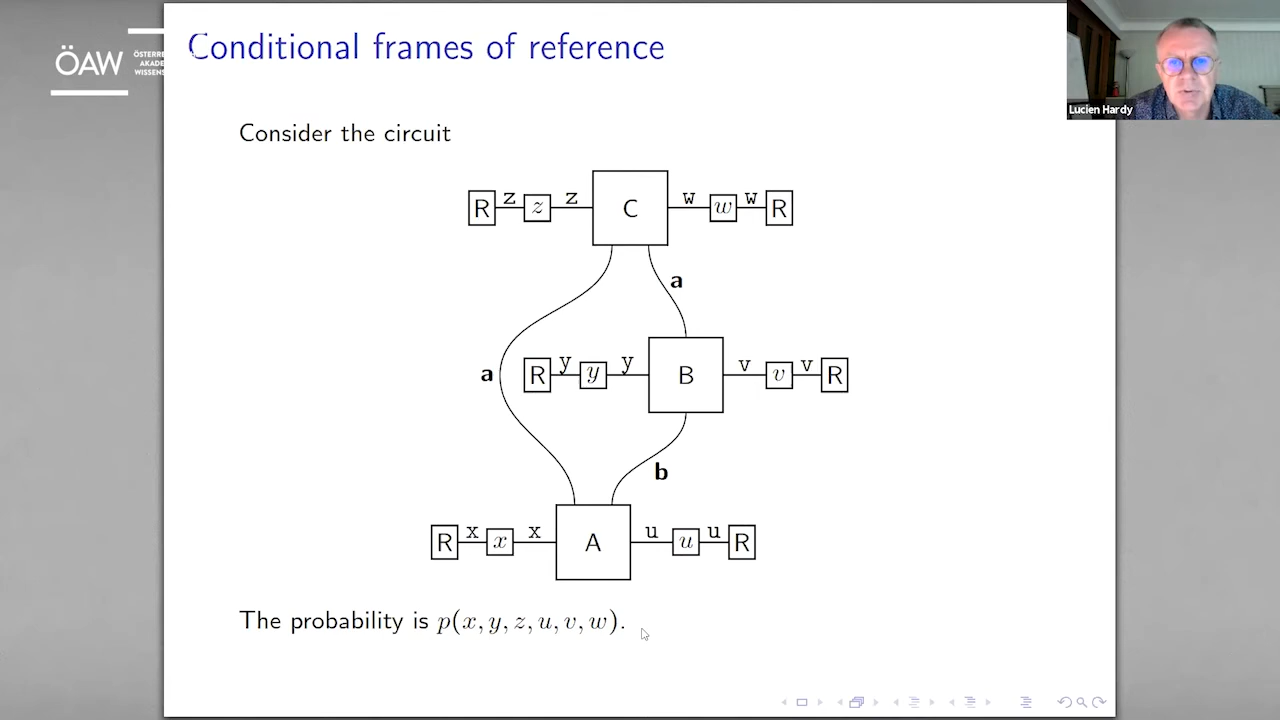 Conditional frames of reference
ÖAW
Lucien Hardy
Consider the circuit
R z z z C w w w R
a
a
R y y y B v v v R
b
R x x x A u u u R
The probability is p(x, y, z, u, v, w).